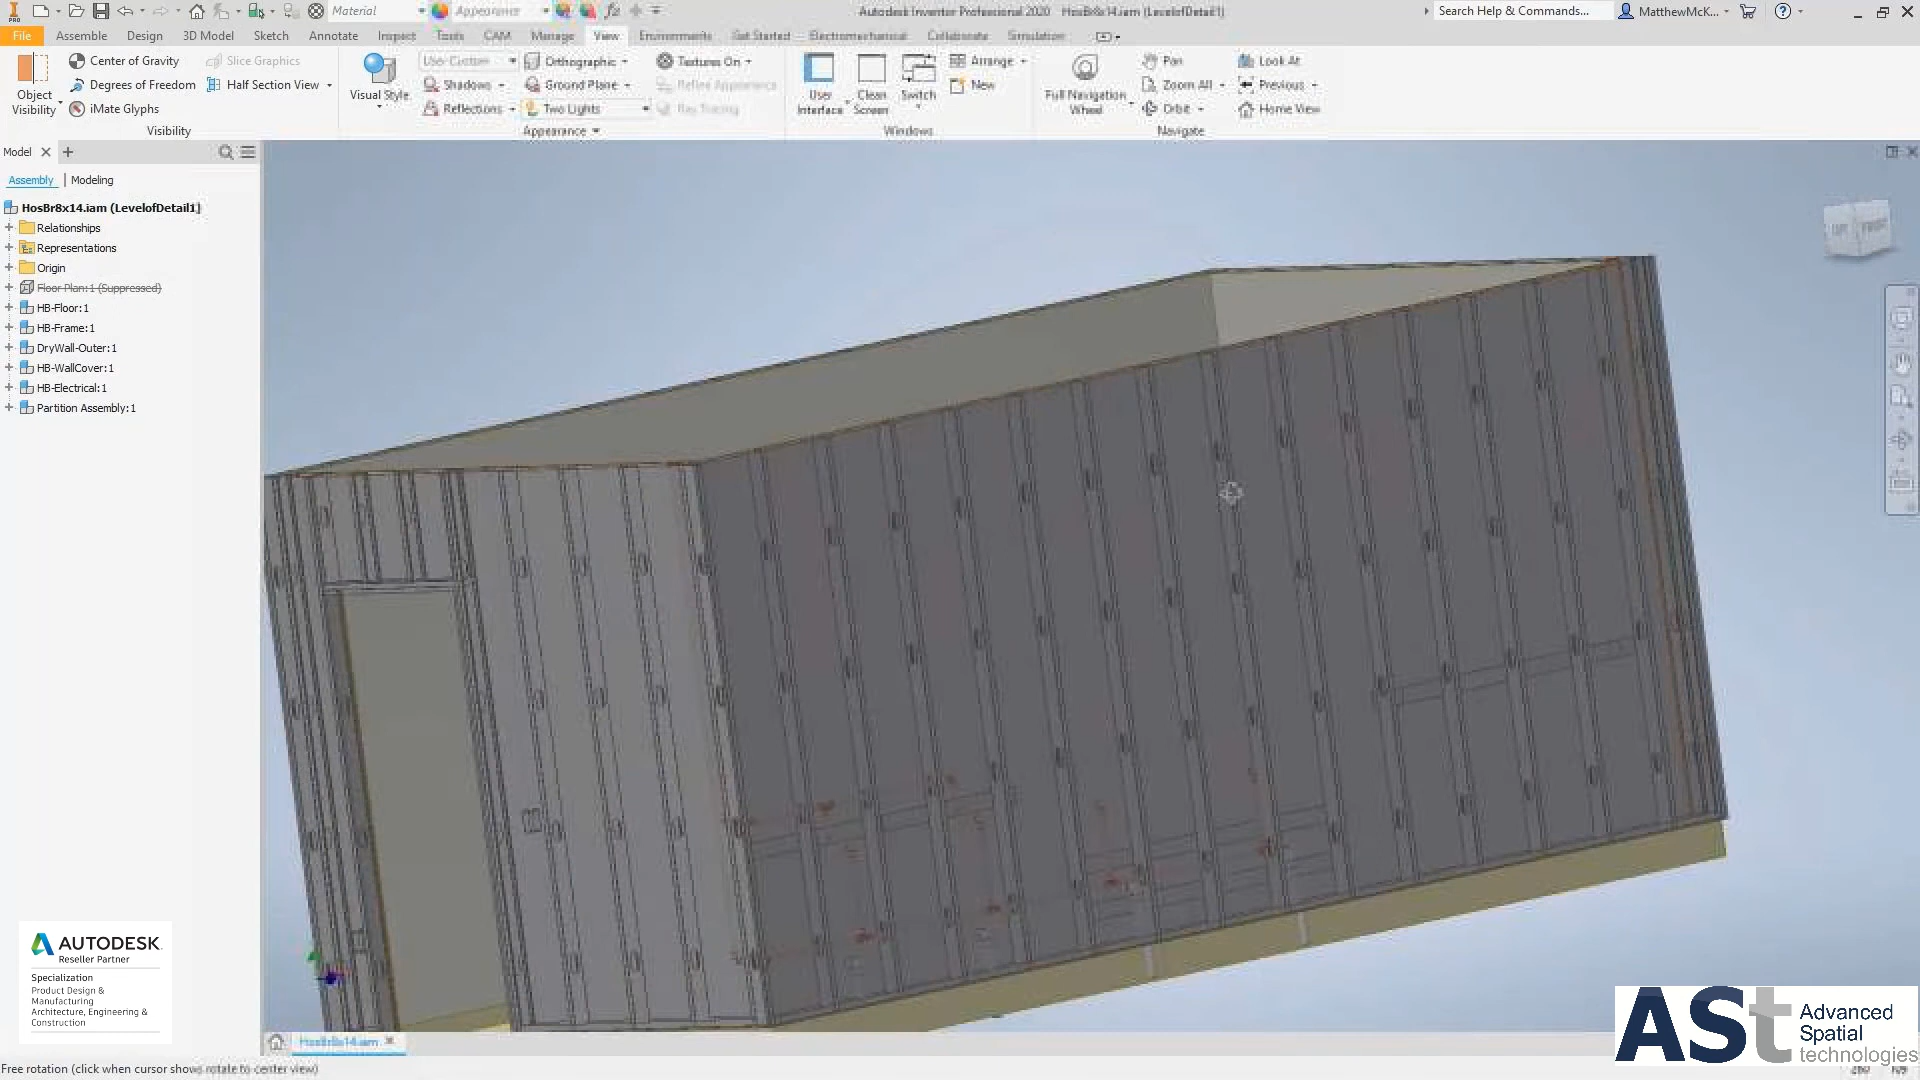 Material
Appearance
Autodesk Inventor Professional 2020 HosBr8x14.iam (LevelofDetail1)
Search Help & Commands...
MatthewMcK...
File
Assemble
Design
3D Model
Sketch
Annotate
Inspect
Tools
CAM
Manage
View
Environments
Get Started
Electromechanical
Collaborate
Simulation
Object
Visibility
Center of Gravity
Degrees of Freedom
iMate Glyphs
Slice Graphics
Half Section View
Visibility
Visual Style
User Custom
Shadows
Reflections
Orthographic
Ground Plane
Two Lights
Textures On
Refine Appearance
Ray Tracing
Appearance
User
Interface
Clean
Screen
Switch
Arrange
New
Windows
Full Navigation
Wheel
Pan
Zoom All
Orbit
Look At
Previous
Home View
Navigate
Model
Assembly
Modeling
HosBr8x14.iam (LevelofDetail1)
Relationships
Representations
Origin
Floor Plan:1 (Suppressed)
HB-Floor:1
HB-Frame:1
DryWall-Outer:1
HB-WallCover:1
HB-Electrical:1
Partition Assembly:1
AUTODESK.
Reseller Partner
Specialization
Product Design &
Manufacturing
Architecture, Engineering &
Construction
HosBr8x14.iam
ASt Advanced
Spatial
technologies
Free rotation (click when cursor shows rotate to center view)